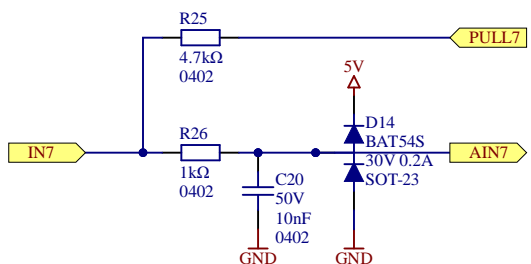 R25
4.7kΩ
0402
PULL7
5V
D14
BAT54S
30V 0.2A
SOT-23
IN7
R26
1kΩ
0402
AIN7
C20
50V
10nF
0402
GND
GND